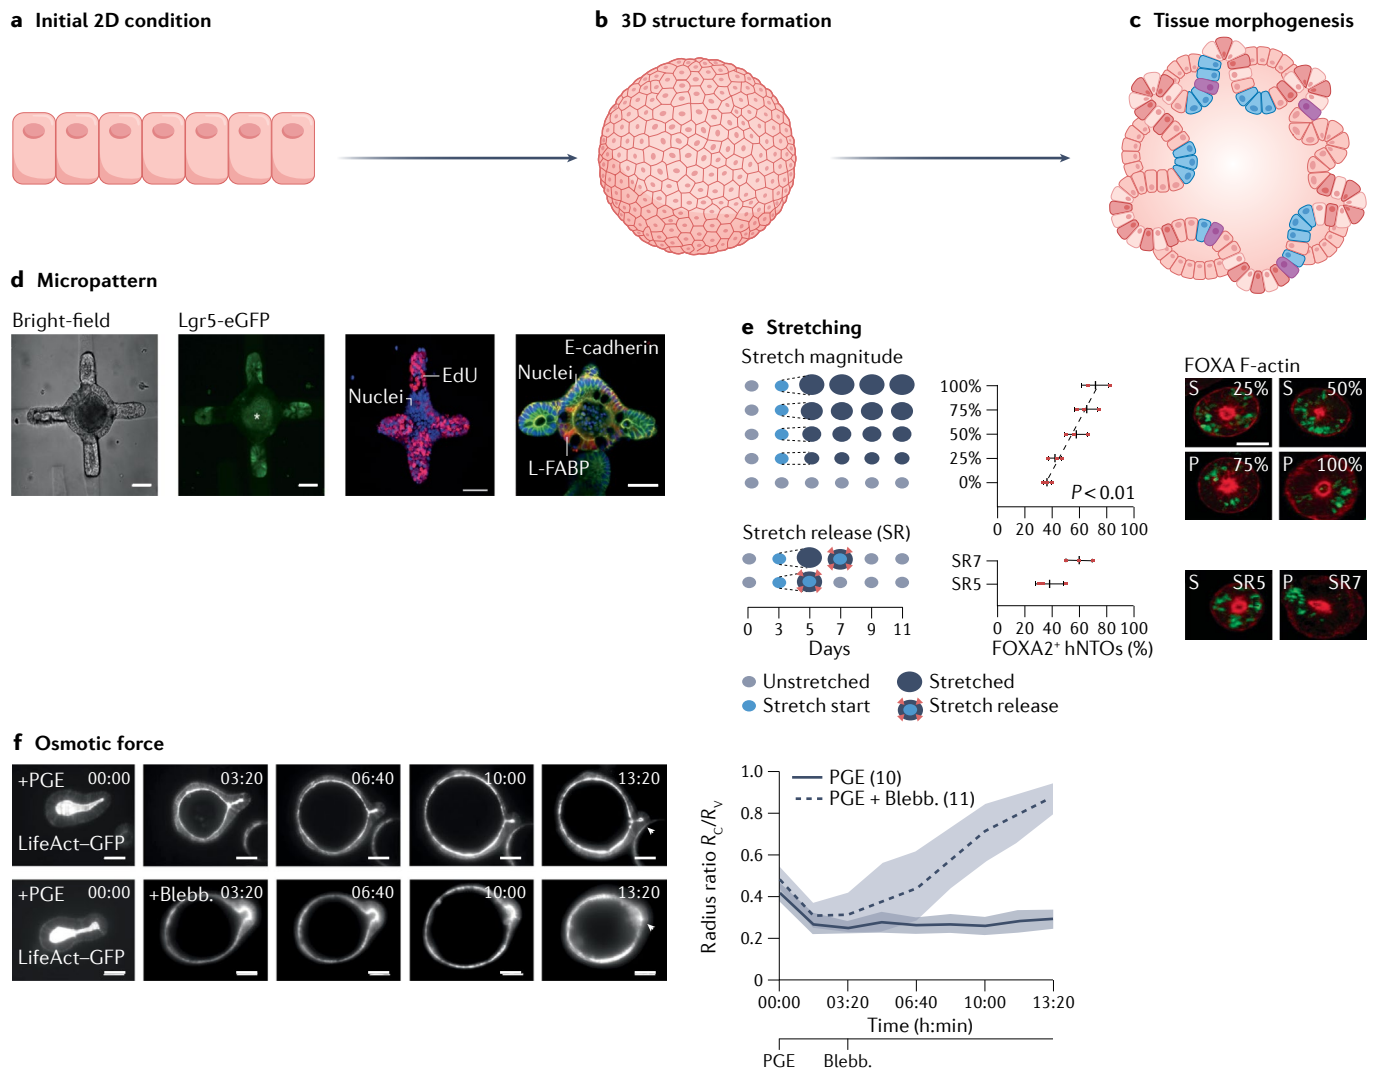 a Initial 2D condition
b 3D structure formation
c Tissue morphogenesis
d Micropattern
Bright-field
Lgr5-eGFP
*
EdU
Nuclei
E-cadherin
Nuclei
L-FABP
e Stretching
Stretch magnitude
100%
75%
50%
25%
0%
P < 0.01
0 20 40 60 80 100
FOXA F-actin
S 25%
S 50%
P 75%
P 100%
Stretch release (SR)
0 3 5 7 9 11
Days
SR7
SR5
0 20 40 60 80 100
FOXA2⁺ hNTOs (%)
S SR5
P SR7
Unstretched
Stretched
Stretch start
Stretch release
f Osmotic force
+PGE 00:00
LifeAct–GFP
03:20
06:40
10:00
13:20
+PGE 00:00
LifeAct–GFP
+Blebb. 03:20
06:40
10:00
13:20
PGE (10)
PGE + Blebb. (11)
Radius ratio R_C/R_V
1.0
0.8
0.6
0.4
0.2
0
00:00 03:20 06:40 10:00 13:20
Time (h:min)
PGE Blebb.